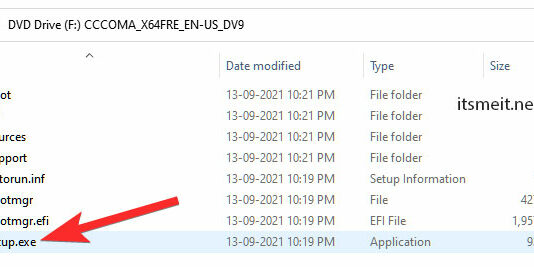 DVD Drive (F:) CCCOMA_X64FRE_EN-US_DV9
Date modified Type Size
ot 13-09-2021 10:21 PM File folder
13-09-2021 10:21 PM File folder
urces 13-09-2021 10:21 PM File folder
pport 13-09-2021 10:21 PM File folder
torun.inf 13-09-2021 10:19 PM Setup Information
otmgr 13-09-2021 10:19 PM File 427
otmgr.efi 13-09-2021 10:19 PM EFI File 1,957
tup.exe 13-09-2021 10:19 PM Application 9
itsmeit.ne